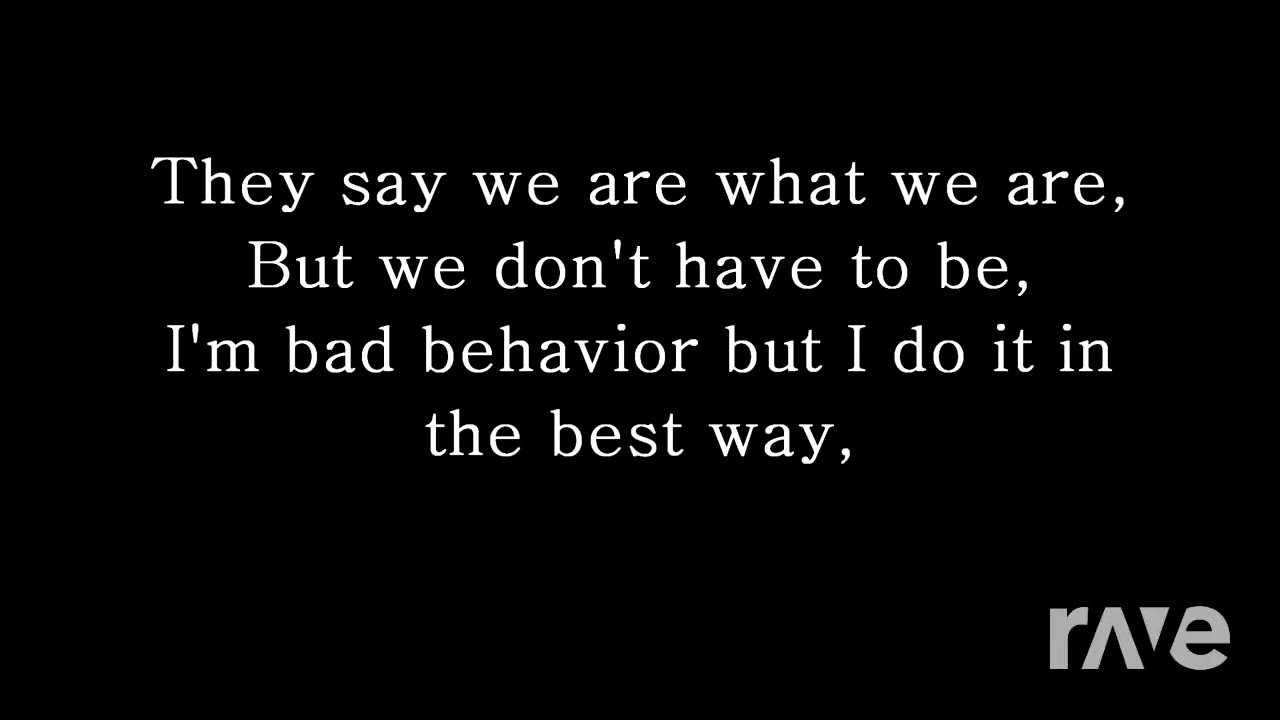 They say we are what we are,
But we don't have to be,
I'm bad behavior but I do it in
the best way,
rave